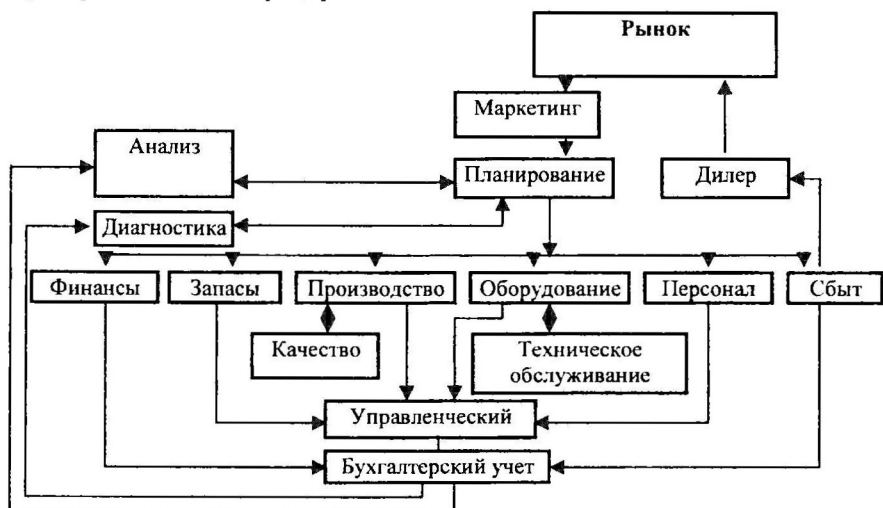 Рынок
Маркетинг
Анализ
Планирование
Дилер
Диагностика
Финансы
Запасы
Производство
Оборудование
Персонал
Сбыт
Качество
Техническое
обслуживание
Управленческий
Бухгалтерский учет